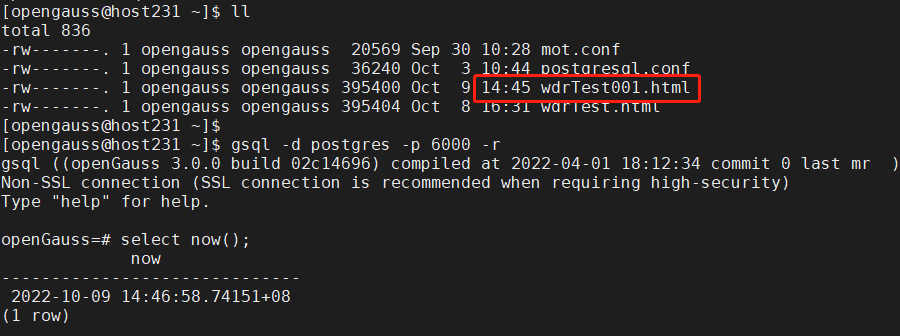 [opengauss@host231 ~]$ ll
total 836
-rw-------. 1 opengauss opengauss  20569 Sep 30 10:28 mot.conf
-rw-------. 1 opengauss opengauss  36240 Oct  3 10:44 postgresql.conf
-rw-------. 1 opengauss opengauss 395400 Oct  9 14:45 wdrTest001.html
-rw-------. 1 opengauss opengauss 395404 Oct  8 16:31 wdrTest.html
[opengauss@host231 ~]$
[opengauss@host231 ~]$ gsql -d postgres -p 6000 -r
gsql ((openGauss 3.0.0 build 02c14696) compiled at 2022-04-01 18:12:34 commit 0 last mr  )
Non-SSL connection (SSL connection is recommended when requiring high-security)
Type "help" for help.
openGauss=# select now();
now
------------------------------
2022-10-09 14:46:58.74151+08
(1 row)